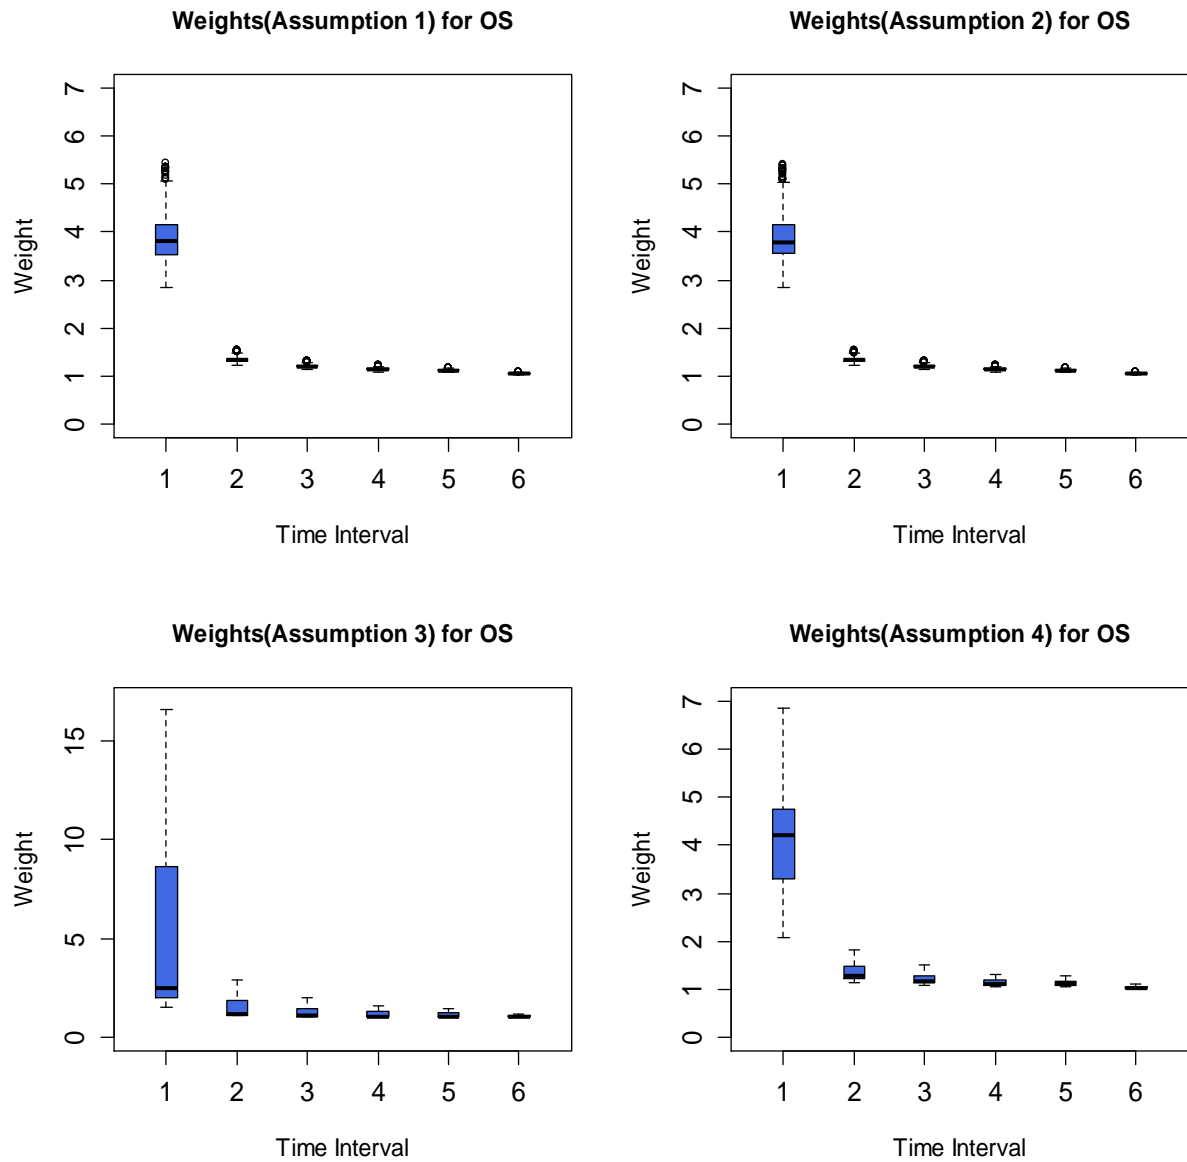 Weights(Assumption 1) for OS
Weight
7
6
5
4
3
2
1
0
1 2 3 4 5 6
Time Interval
Weights(Assumption 2) for OS
Weight
7
6
5
4
3
2
1
0
1 2 3 4 5 6
Time Interval
Weights(Assumption 3) for OS
Weight
15
10
5
0
1 2 3 4 5 6
Time Interval
Weights(Assumption 4) for OS
Weight
7
6
5
4
3
2
1
0
1 2 3 4 5 6
Time Interval